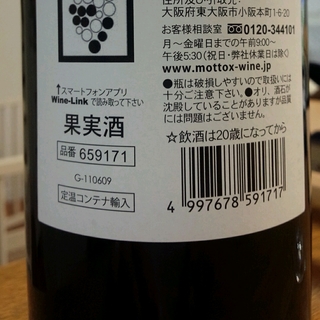 大阪府東大阪市小阪本町1-6-20
お客様相談室 0120-344101
月〜金曜日までの午前9:00〜
午後5:30(祝日・弊社休業日は除く)
www.mottox-wine.jp
●瓶は破損しやすいので取扱いには
十分ご注意下さい。●オリ、酒石が
沈殿していることがありますが品質
には問題はございません。
☆飲酒は20歳になってから
↑スマートフォンアプリ
Wine-Linkで読み取って下さい
果実酒
品番 659171
G-110609
定温コンテナ輸入
4 997678 591717